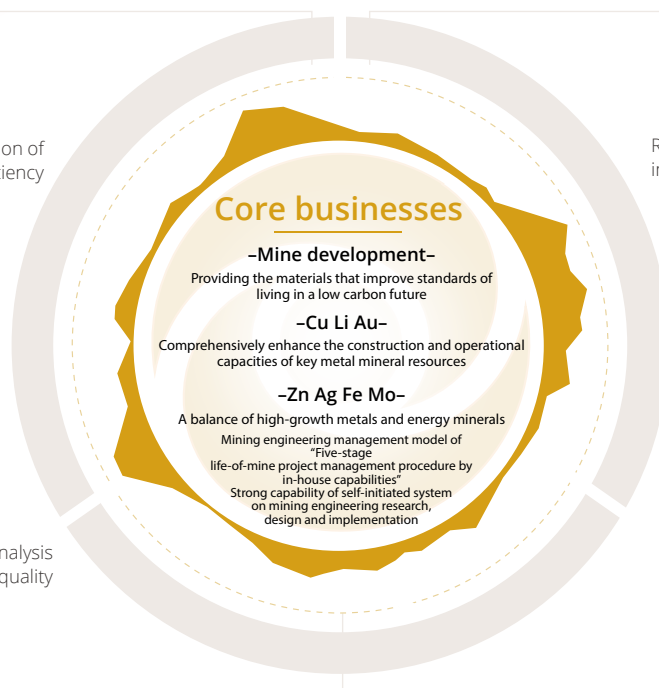 on of
iency
R
i
Core businesses
–Mine development–
Providing the materials that improve standards of
living in a low carbon future
–Cu Li Au–
Comprehensively enhance the construction and operational
capacities of key metal mineral resources
–Zn Ag Fe Mo–
A balance of high-growth metals and energy minerals
Mining engineering management model of
“Five-stage
life-of-mine project management procedure by
in-house capabilities”
Strong capability of self-initiated system
on mining engineering research,
design and implementation
nalysis
quality